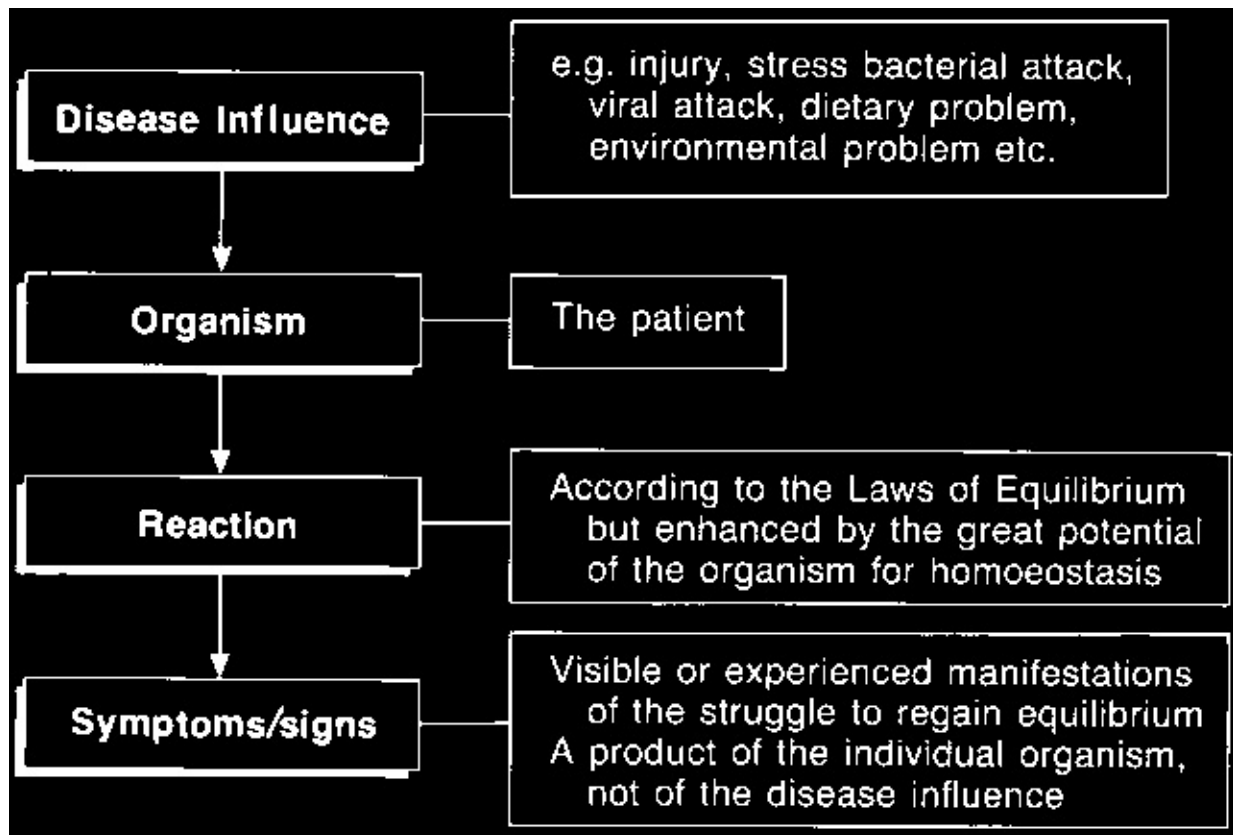 Disease Influence
e.g. injury, stress bacterial attack,
viral attack, dietary problem,
environmental problem etc.
Organism
The patient
Reaction
According to the Laws of Equilibrium
but enhanced by the great potential
of the organism for homoeostasis
Symptoms/signs
Visible or experienced manifestations
of the struggle to regain equilibrium
A product of the individual organism,
not of the disease influence